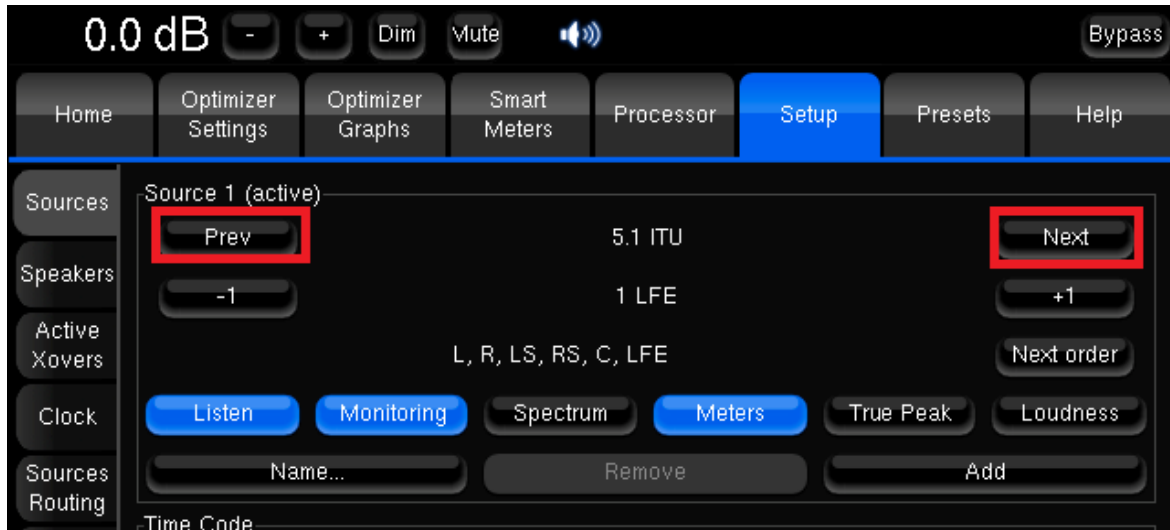 0.0 dB - + Dim Mute Bypass
Home Optimizer Settings Optimizer Graphs Smart Meters Processor Setup Presets Help
Sources
Speakers
Active
Xovers
Clock
Sources
Routing
Source 1 (active)
Prev 5.1 ITU Next
-1 1 LFE +1
L, R, LS, RS, C, LFE Next order
Listen Monitoring Spectrum Meters True Peak Loudness
Name... Remove Add
Time Code